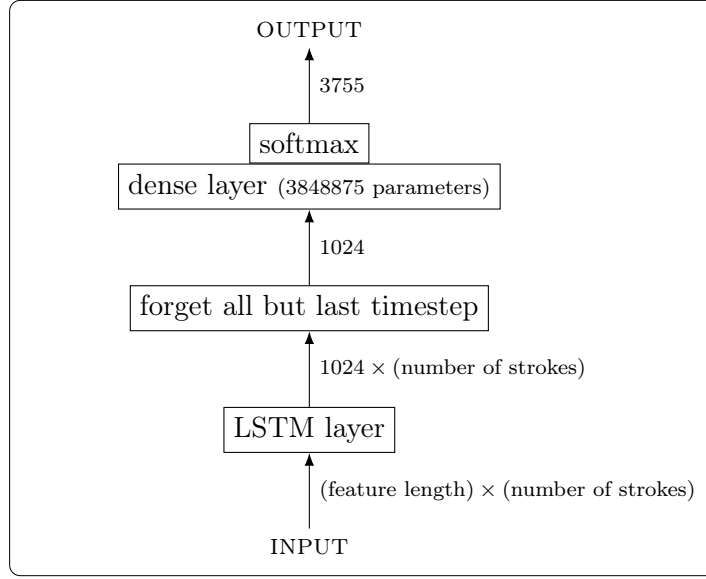 OUTPUT
3755
softmax
dense layer (3848875 parameters)
1024
forget all but last timestep
1024 × (number of strokes)
LSTM layer
(feature length) × (number of strokes)
INPUT